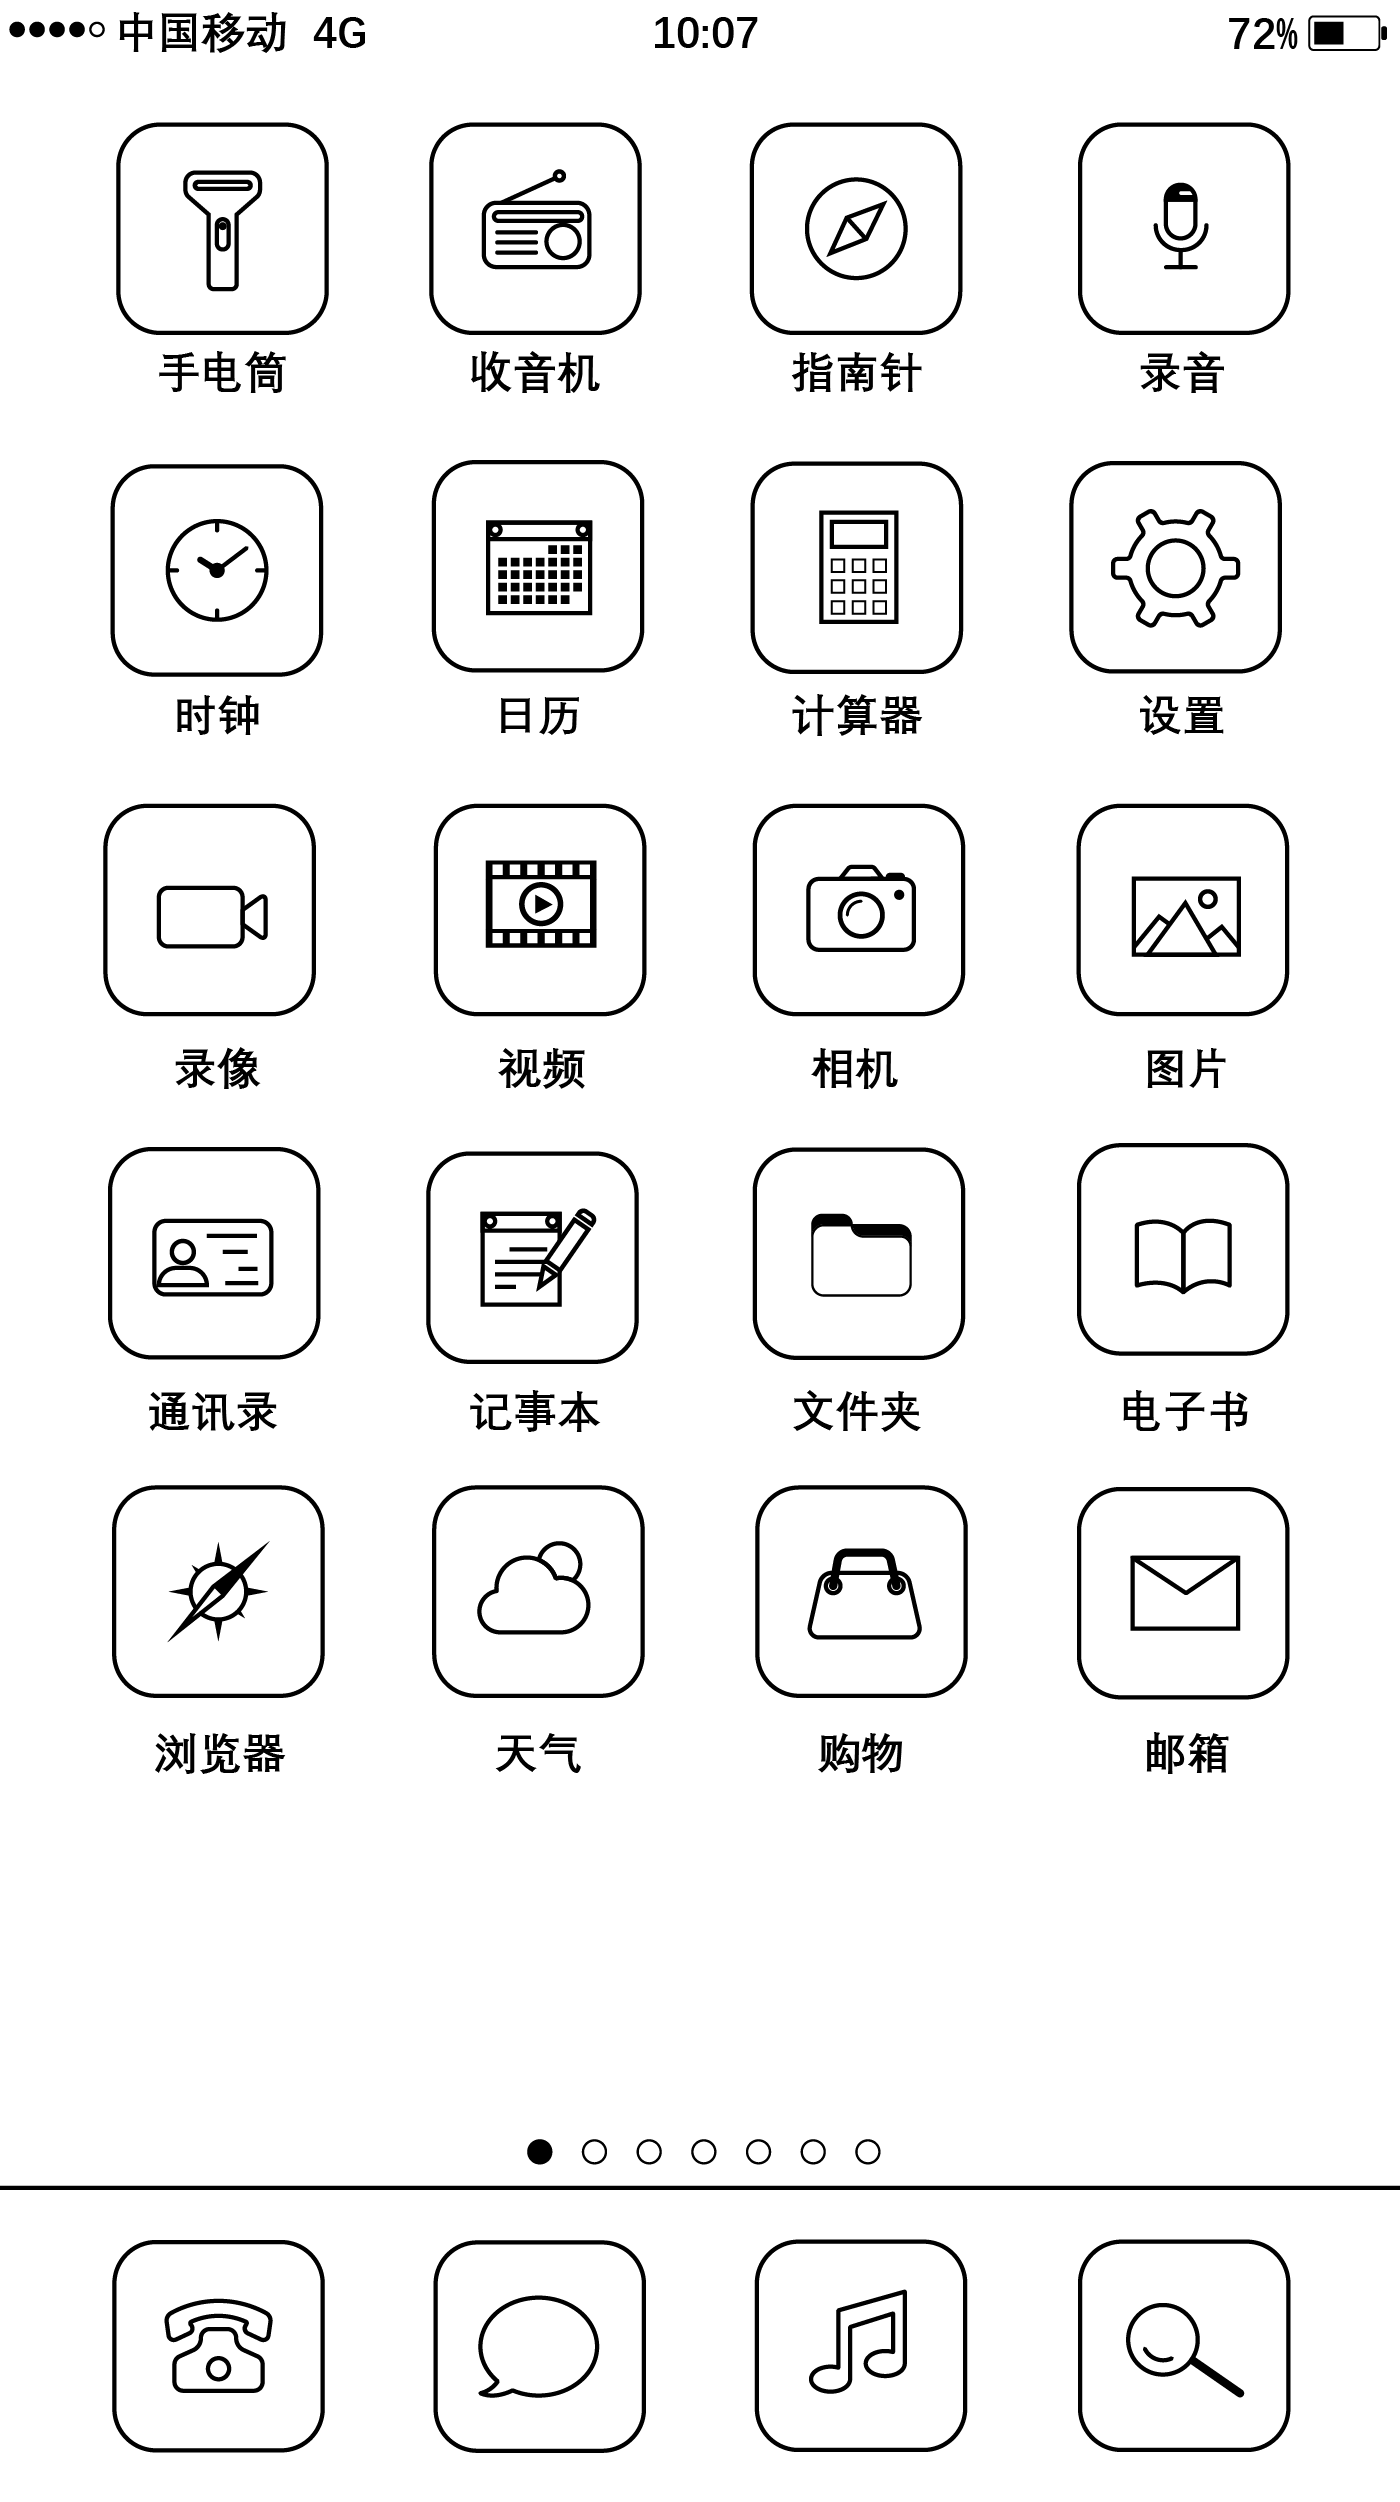 中国移动 4G 10:07 72%
手电筒 收音机 指南针 录音
时钟 日历 计算器 设置
录像 视频 相机 图片
通讯录 记事本 文件夹 电子书
浏览器 天气 购物 邮箱